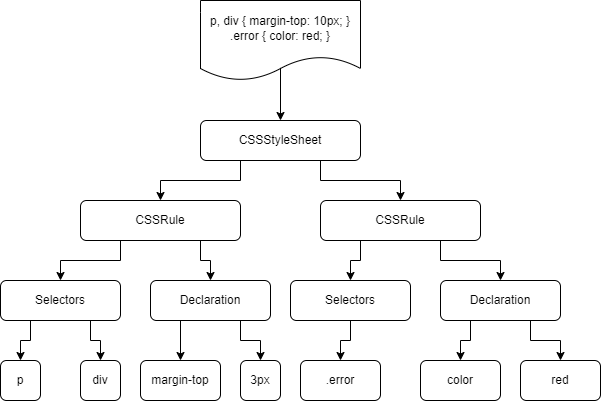 p, div { margin-top: 10px; }
.error { color: red; }
CSSStyleSheet
CSSRule
CSSRule
Selectors
Declaration
Selectors
Declaration
p
div
margin-top
3px
.error
color
red